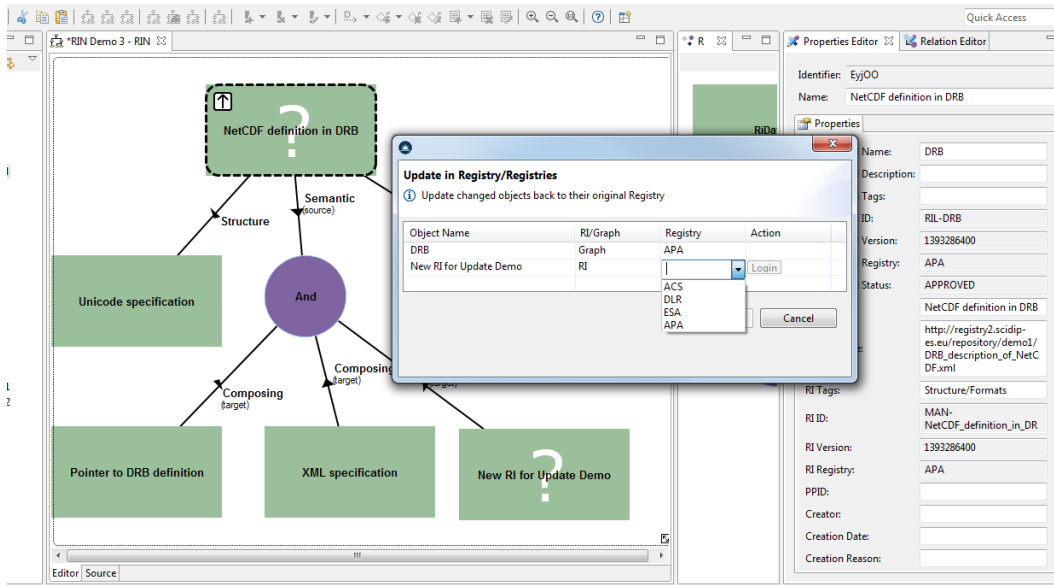 Quick Access
*RIN Demo 3 - RIN
R
Properties Editor
Relation Editor
Identifier: EyjOO
Name: NetCDF definition in DRB
Properties
Name: DRB
Description:
Tags:
ID: RIL-DRB
Version: 1393286400
Registry: APA
Status: APPROVED
NetCDF definition in DRB
http://registry2.scidip-
es.eu/repository/demo1/
DRB_description_of_NetC
DF.xml
RI Tags: Structure/Formats
RI ID: MAN-
NetCDF_definition_in_DR
RI Version: 1393286400
RI Registry: APA
PPID:
Creator:
Creation Date:
Creation Reason:
?
NetCDF definition in DRB
RiDa
Structure
Semantic
(source)
Unicode specification
And
Composing
(target)
Composing
(target)
(target)
Pointer to DRB definition
XML specification
?
New RI for Update Demo
Update in Registry/Registries
Update changed objects back to their original Registry
Object Name RI/Graph Registry Action
DRB Graph APA
New RI for Update Demo RI Login
ACS
DLR
ESA
APA
Cancel
1
2
Editor Source